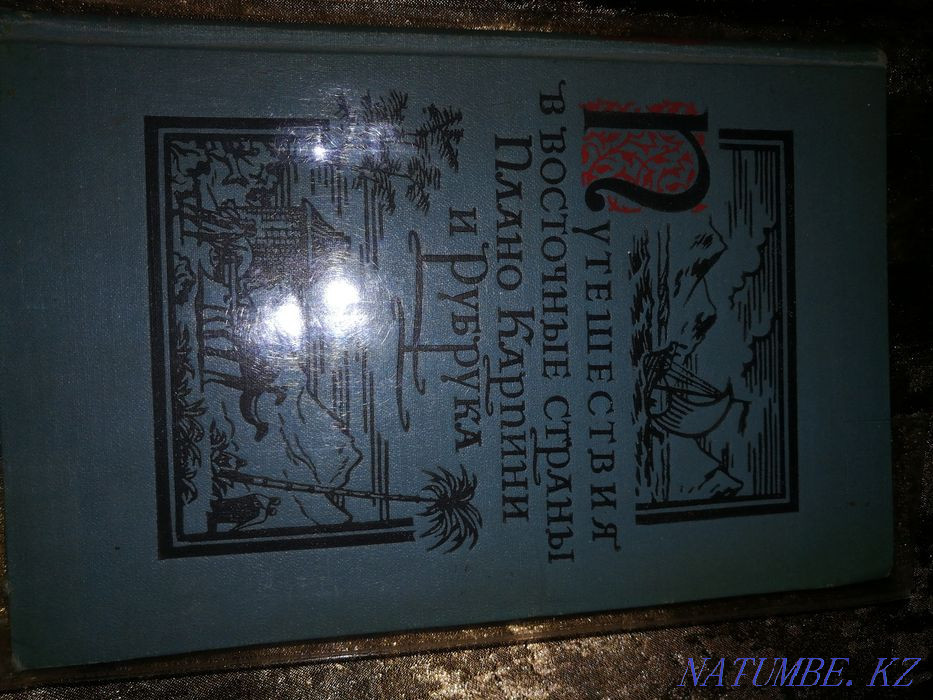 Путешествия
в восточные страны
Плано Карпини
и Рубрука
NATUMBE. KZ